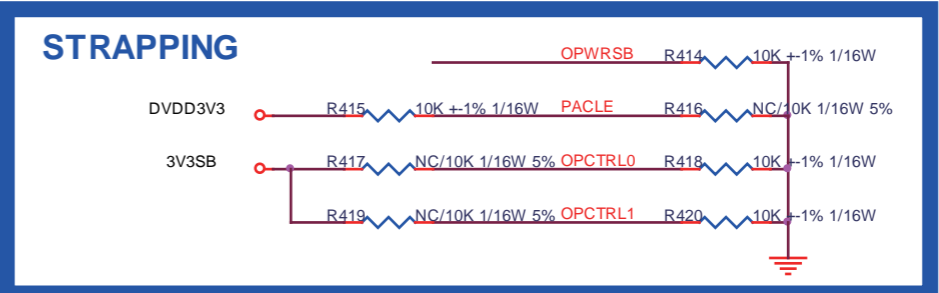 STRAPPING
OPWRSB R414 10K +-1% 1/16W
DVDD3V3 R415 10K +-1% 1/16W PACLE R416 NC/10K 1/16W 5%
3V3SB R417 NC/10K 1/16W 5% OPCTRL0 R418 10K +-1% 1/16W
R419 NC/10K 1/16W 5% OPCTRL1 R420 10K +-1% 1/16W